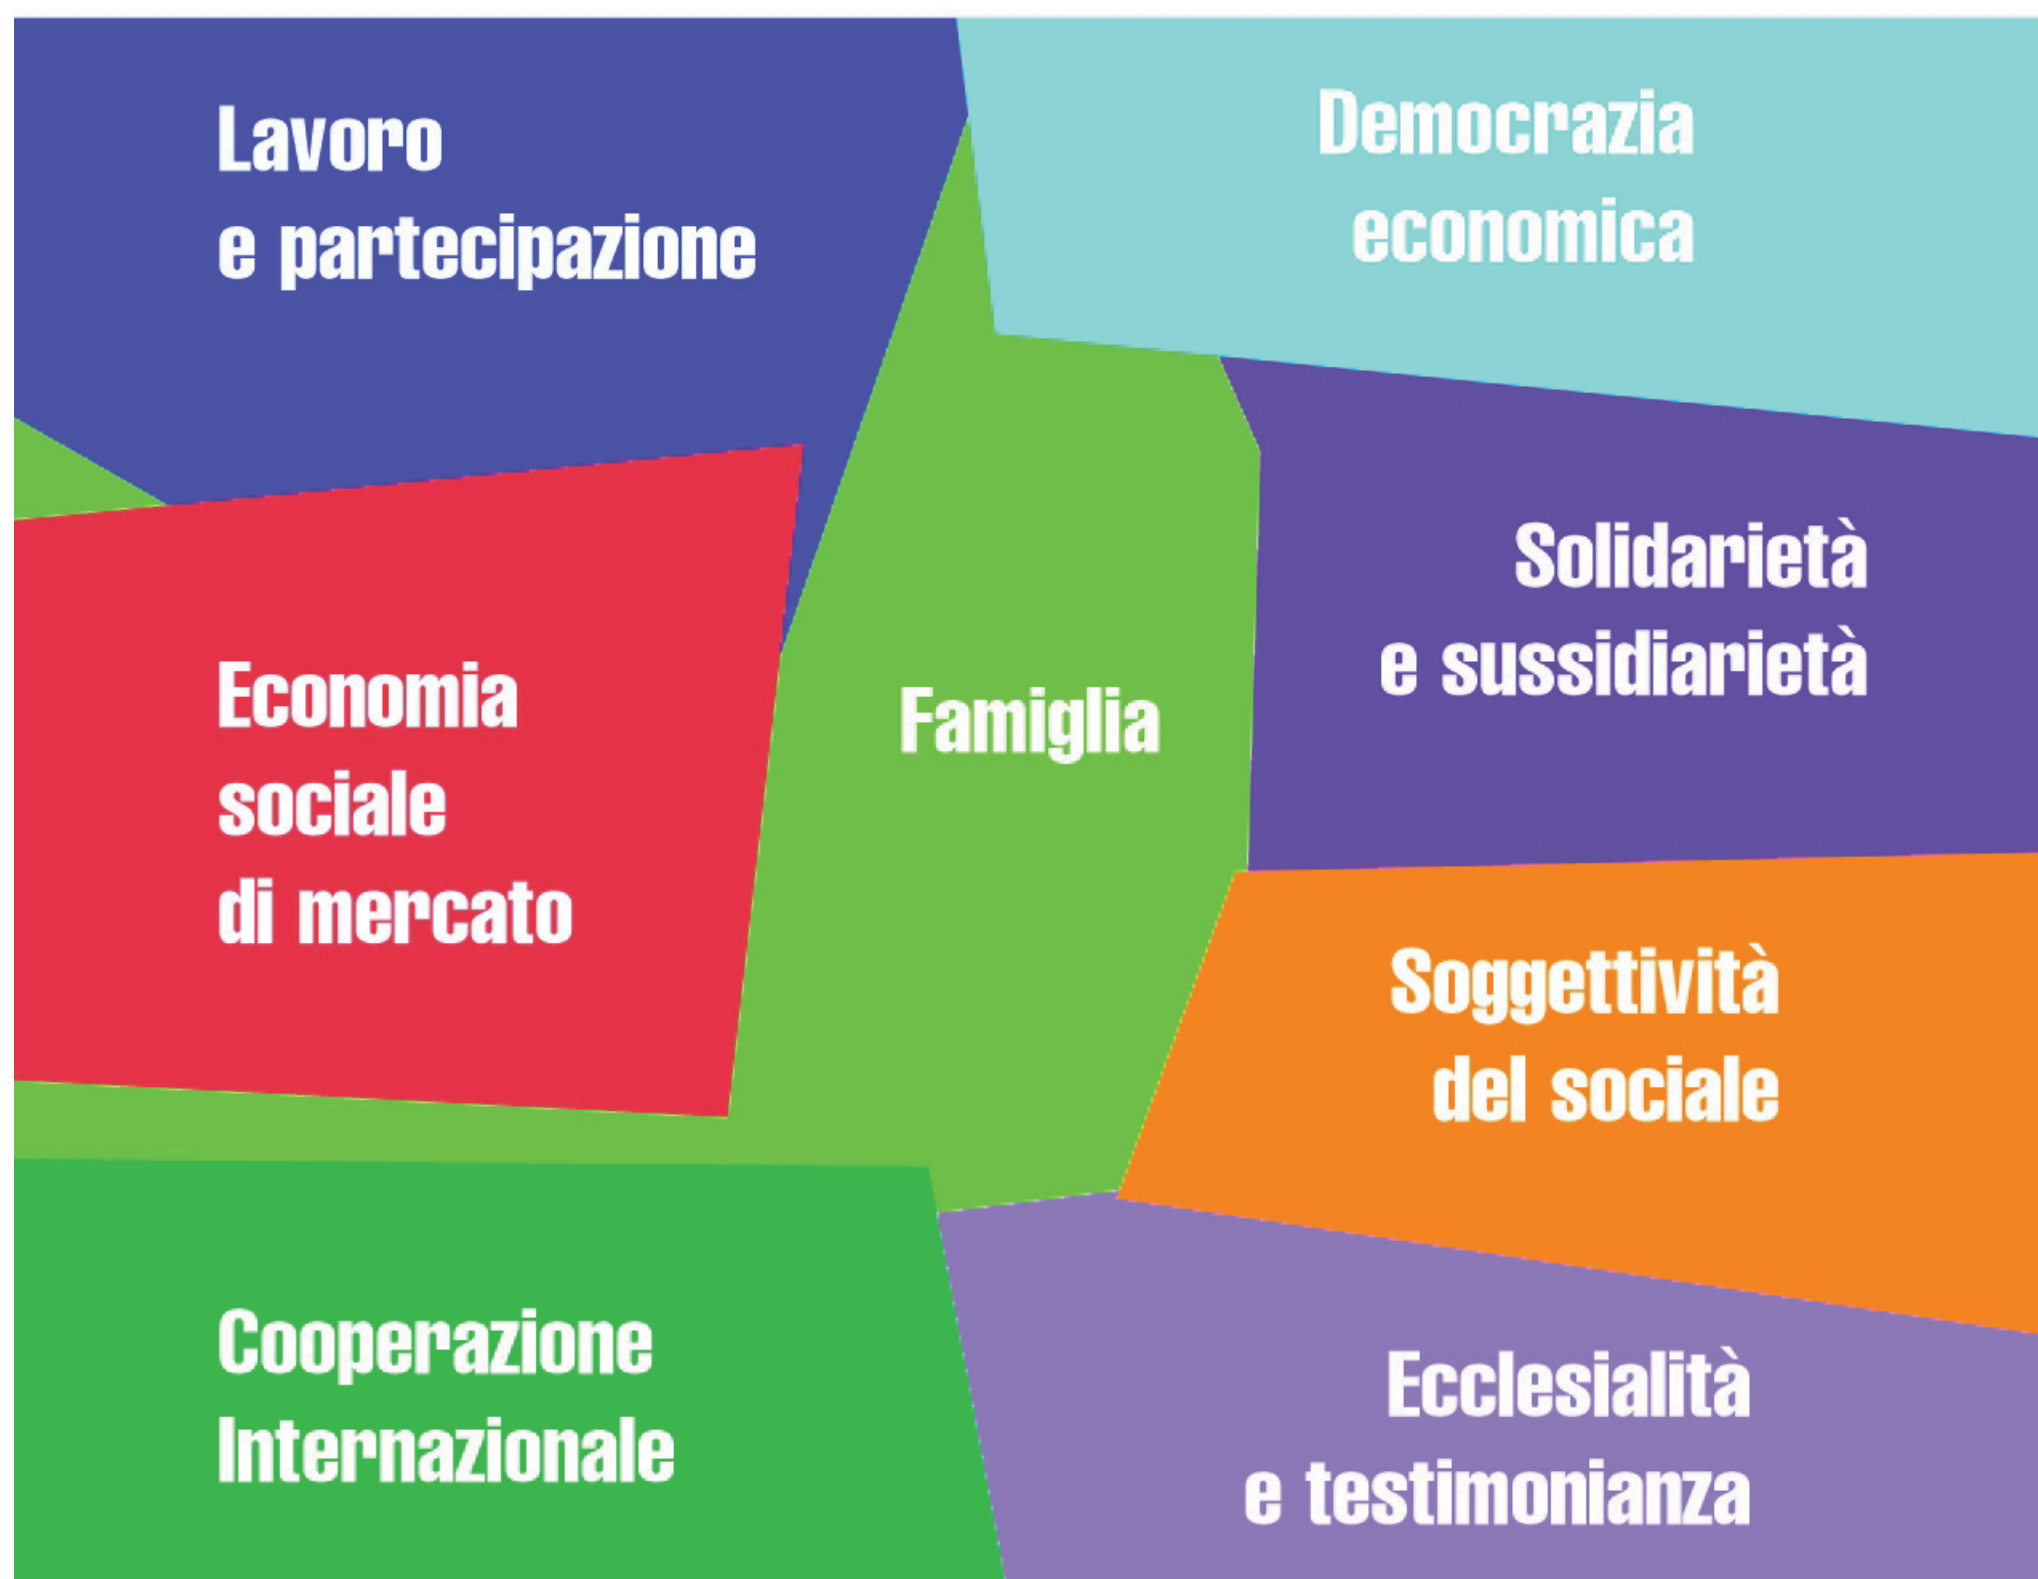 Lavoro
e partecipazione
Democrazia
economica
Solidarietà
e sussidiarietà
Economia
sociale
di mercato
Famiglia
Soggettività
del sociale
Cooperazione
Internazionale
Ecclesialità
e testimonianza